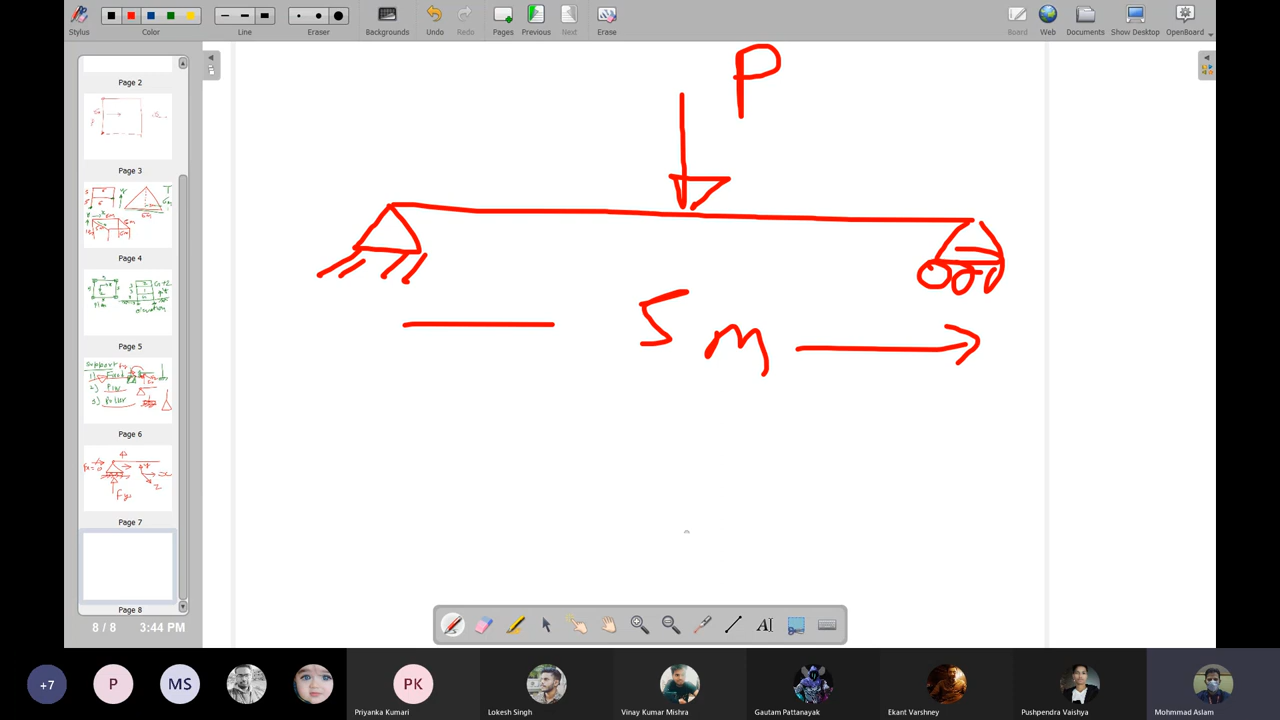 Stylus
Color
Line
Eraser
Backgrounds
Undo
Redo
Pages
Previous
Next
Erase
Board
Web
Documents
Show Desktop
OpenBoard
Page 2
Page 3
Page 4
Page 5
Support
Page 6
Page 7
Page 8
8 / 8 3:44 PM
P
5 m
+7
P
MS
PK
Priyanka Kumari
Lokesh Singh
Vinay Kumar Mishra
Gautam Pattanayak
Ekant Varshney
Pushpendra Vaishya
Mohmmad Aslam